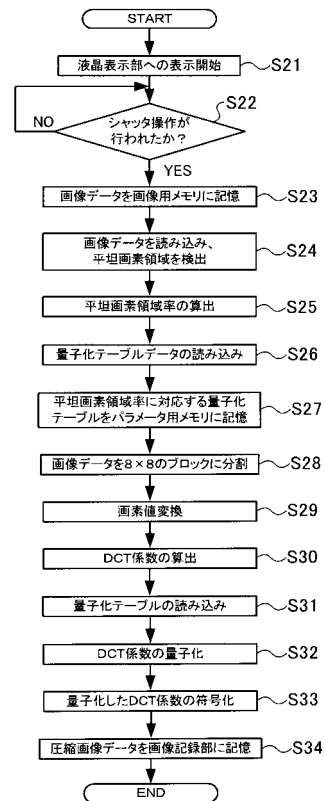 START
液晶表示部への表示開始
S21
シャッタ操作が
行われたか？
S22
NO
YES
画像データを画像用メモリに記憶
S23
画像データを読み込み、
平坦画素領域を検出
S24
平坦画素領域率の算出
S25
量子化テーブルデータの読み込み
S26
平坦画素領域率に対応する量子化
テーブルをパラメータ用メモリに記憶
S27
画像データを8×8のブロックに分割
S28
画素値変換
S29
DCT係数の算出
S30
量子化テーブルの読み込み
S31
DCT係数の量子化
S32
量子化したDCT係数の符号化
S33
圧縮画像データを画像記録部に記憶
S34
END